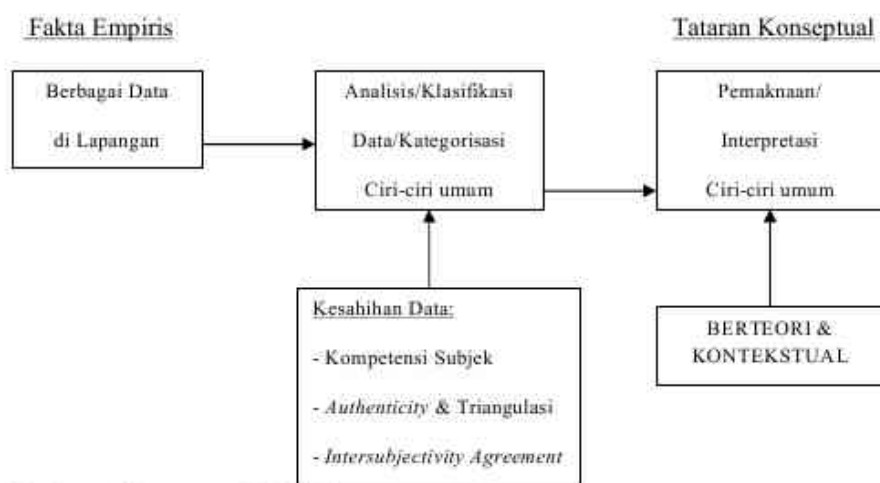 Fakta Empiris
Tataran Konseptual
Berbagai Data
di Lapangan
Analisis/Klasifikasi
Data/Kategorisasi
Ciri-ciri umum
Pemaknaan/
Interpretasi
Ciri-ciri umum
Kesahihan Data:
- Kompetensi Subjek
- Authenticity & Triangulasi
- Intersubjectivity Agreement
BERTEORI &
KONTEKSTUAL